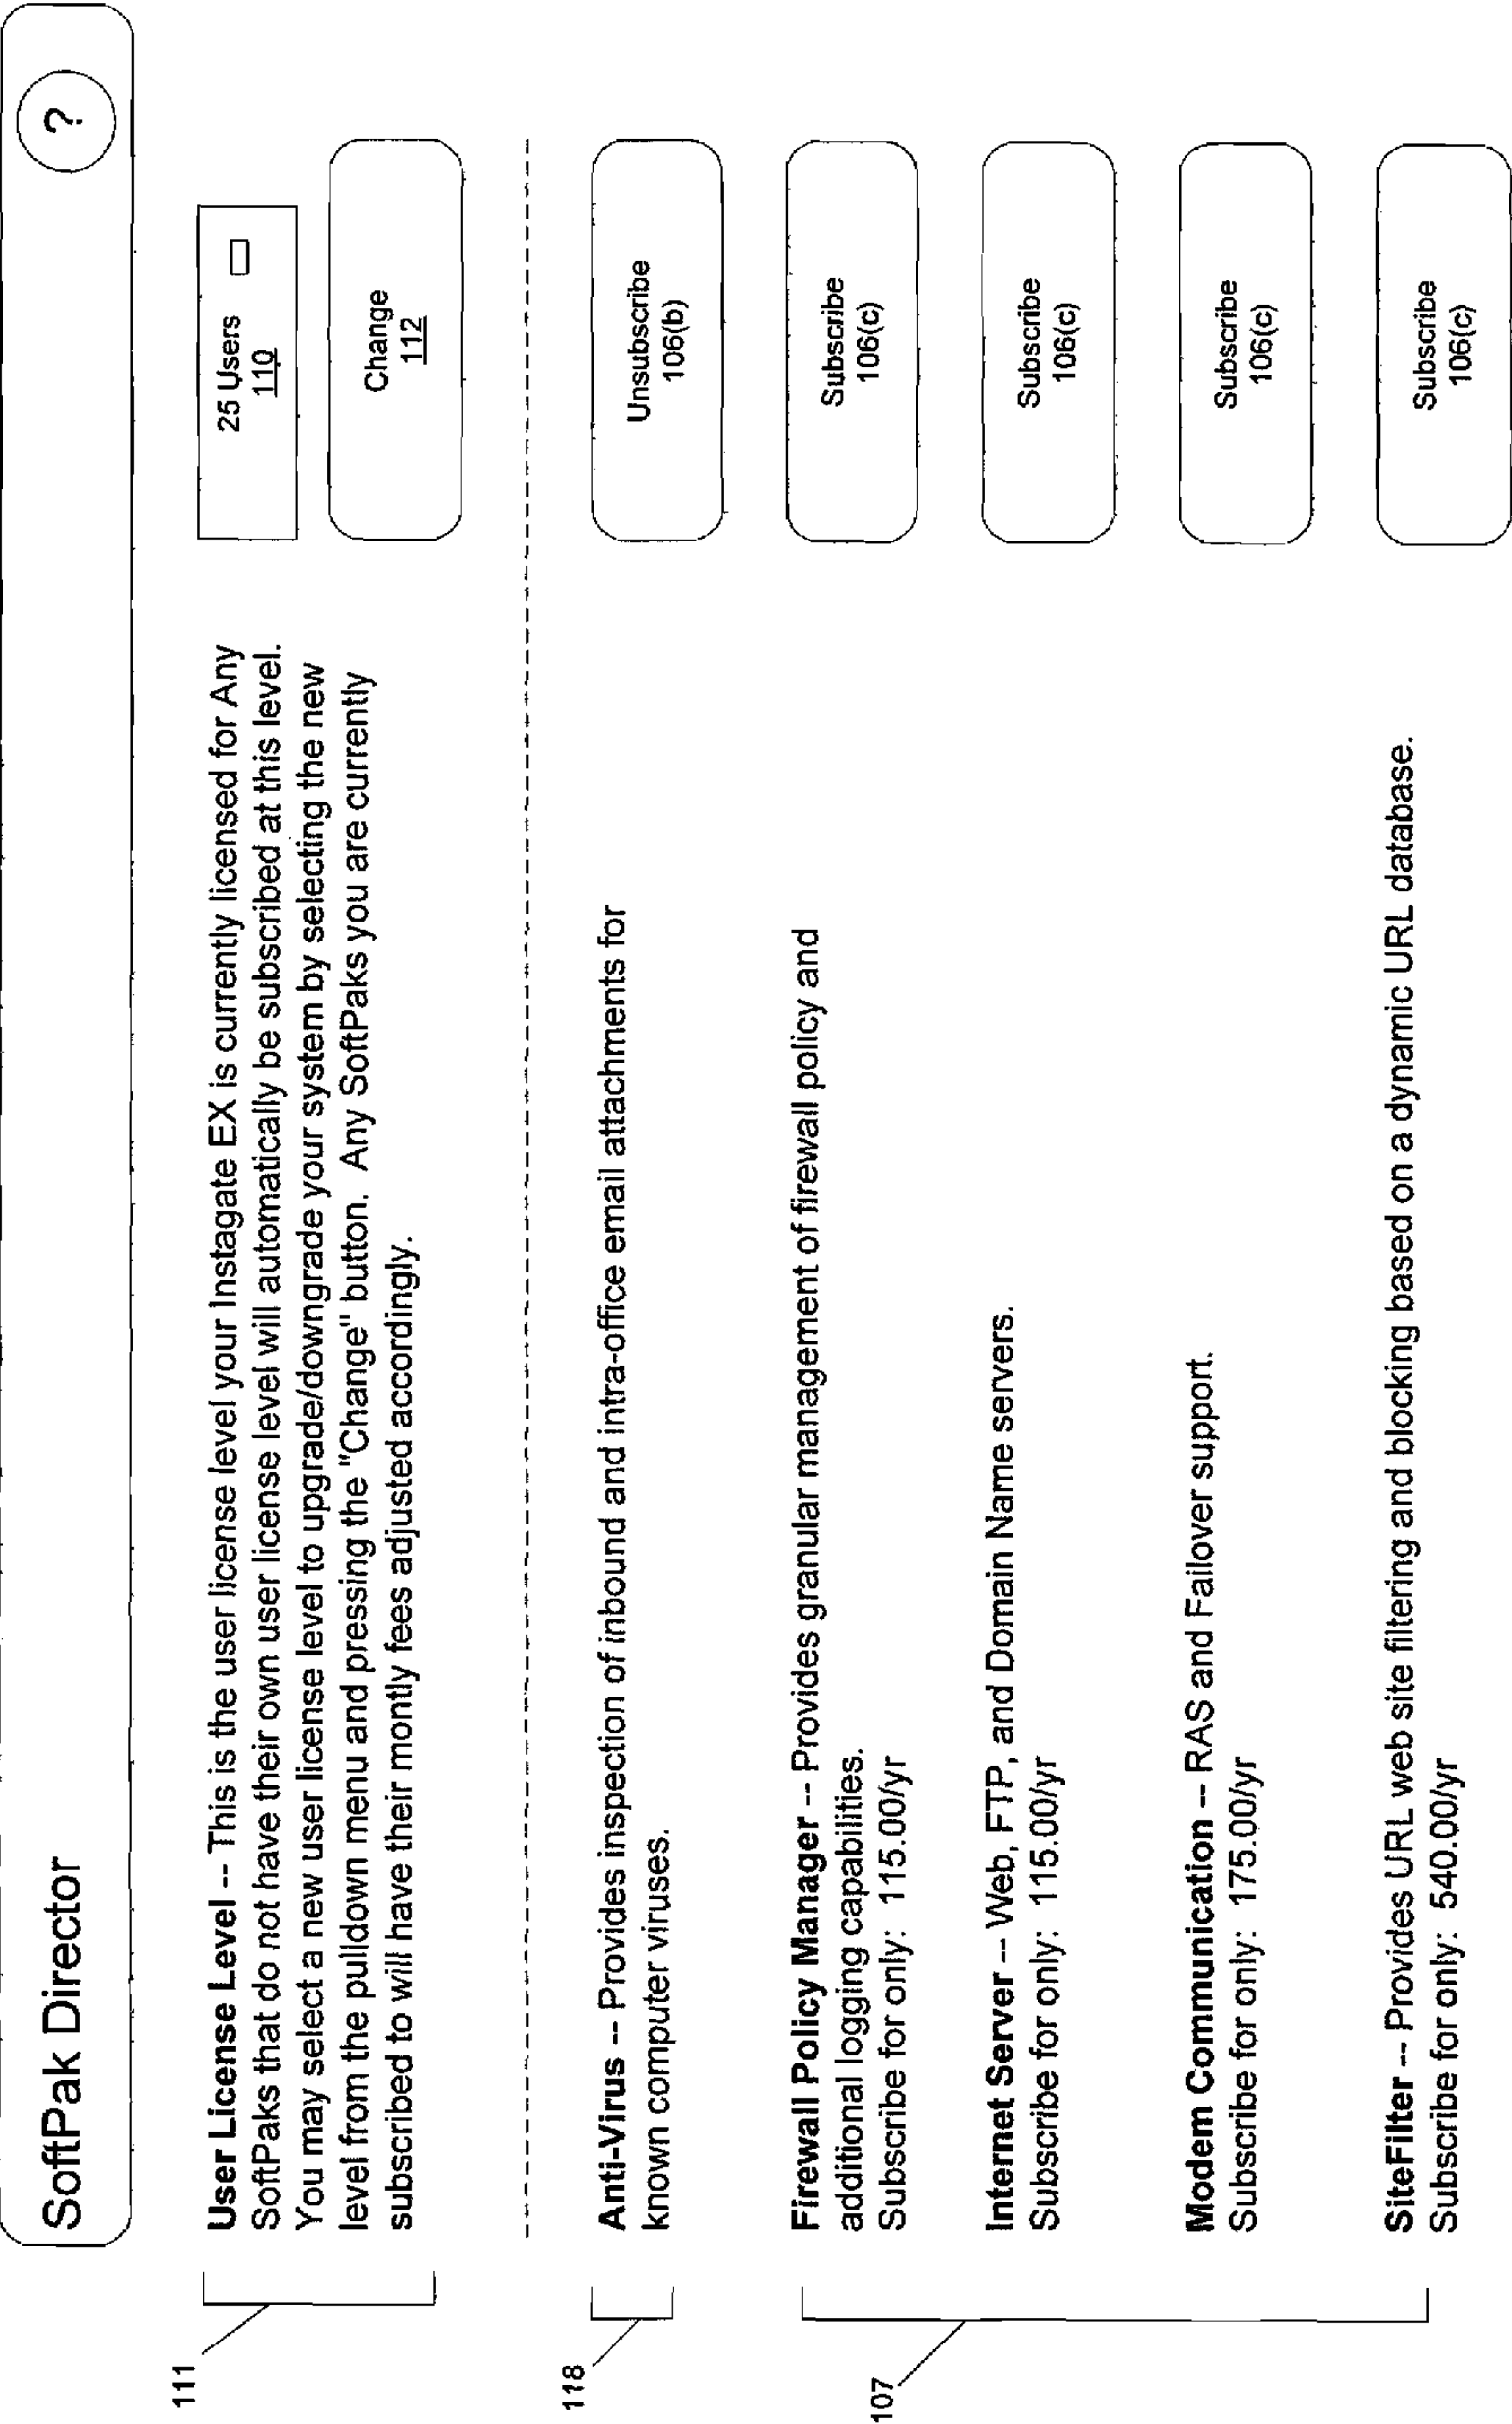 SoftPak Director
?
111
User License Level -- This is the user license level your Instagate EX is currently licensed for Any
SoftPaks that do not have their own user license level will automatically be subscribed at this level.
You may select a new user license level to upgrade/downgrade your system by selecting the new
level from the pulldown menu and pressing the "Change" button. Any SoftPaks you are currently
subscribed to will have their montly fees adjusted accordingly.
25 Users
110
Change
112
118
Anti-Virus -- Provides inspection of inbound and intra-office email attachments for
known computer viruses.
Unsubscribe
106(b)
107
Firewall Policy Manager -- Provides granular management of firewall policy and
additional logging capabilities.
Subscribe for only: 115.00/yr
Subscribe
106(c)
Internet Server -- Web, FTP, and Domain Name servers.
Subscribe for only: 115.00/yr
Subscribe
106(c)
Modem Communication -- RAS and Failover support.
Subscribe for only: 175.00/yr
Subscribe
106(c)
SiteFilter -- Provides URL web site filtering and blocking based on a dynamic URL database.
Subscribe for only: 540.00/yr
Subscribe
106(c)